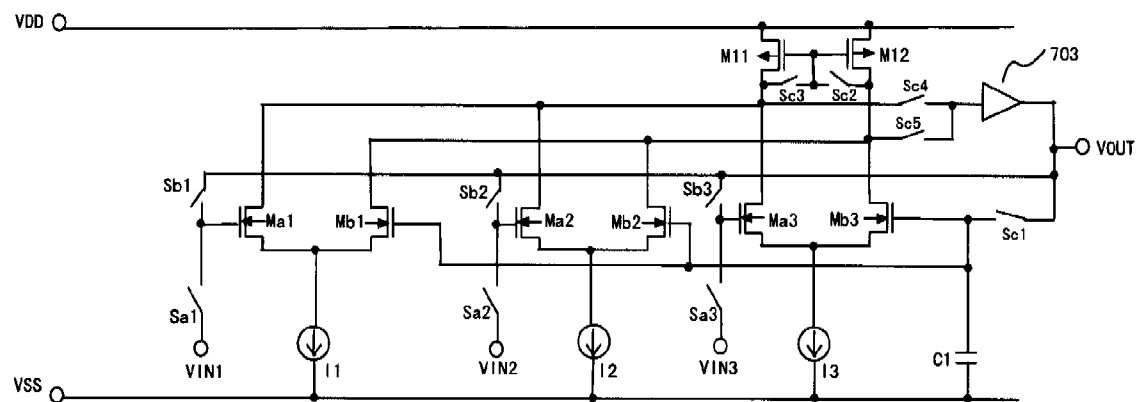 VDD
M11
M12
703
Sc3
Sc2
Sc4
Sc5
VOUT
Sb1
Sb2
Sb3
Ma1
Mb1
Ma2
Mb2
Ma3
Mb3
Sc1
Sa1
Sa2
Sa3
VIN1
I1
VIN2
I2
VIN3
I3
C1
VSS